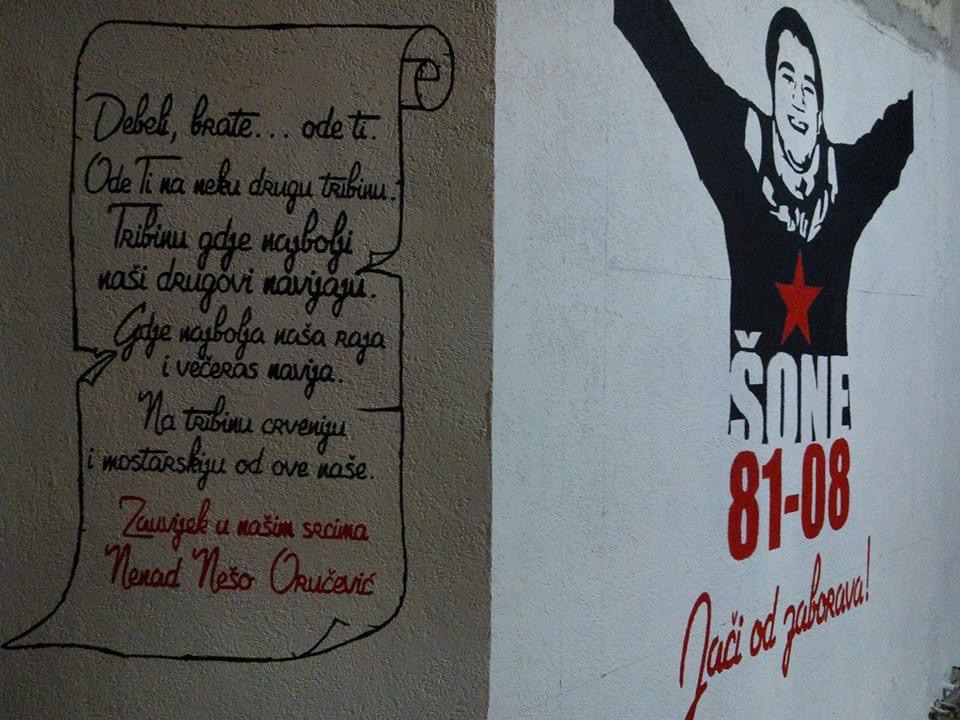 Debeli, brate... ode ti.
Ode Ti na neku drugu tribinu.
Tribinu gdje najbolji
naši drugovi navijaju.
Gdje najbolja naša raja
i večeras navija.
Na tribinu crveniju
i mostarskiju od ove naše.
Zauvijek u našim srcima
Nenad Nešo Oručević
ŠONE
81-08
Jači od zaborava!